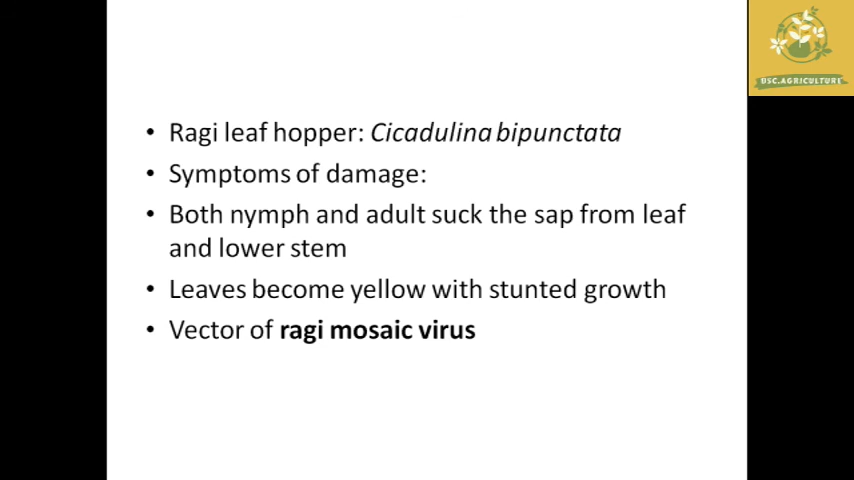 BSC.AGRICULTURE
• Ragi leaf hopper: Cicadulina bipunctata
• Symptoms of damage:
• Both nymph and adult suck the sap from leaf
and lower stem
• Leaves become yellow with stunted growth
• Vector of ragi mosaic virus